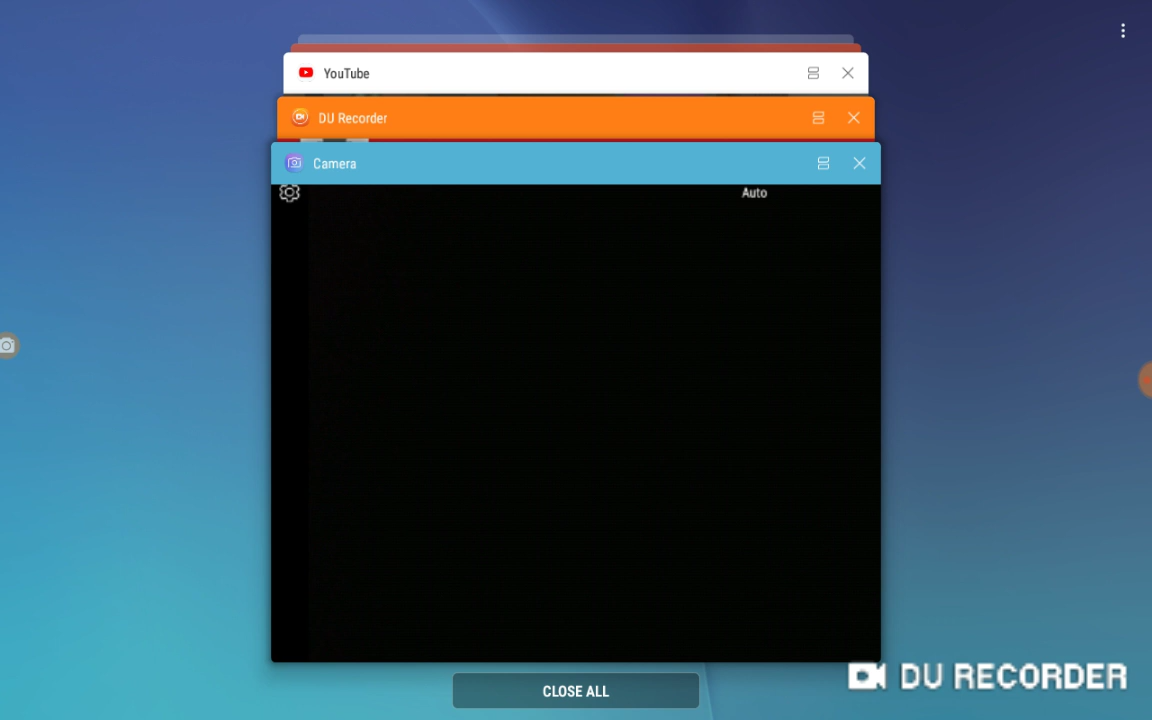 YouTube
DU Recorder
Camera
Auto
CLOSE ALL
DU RECORDER